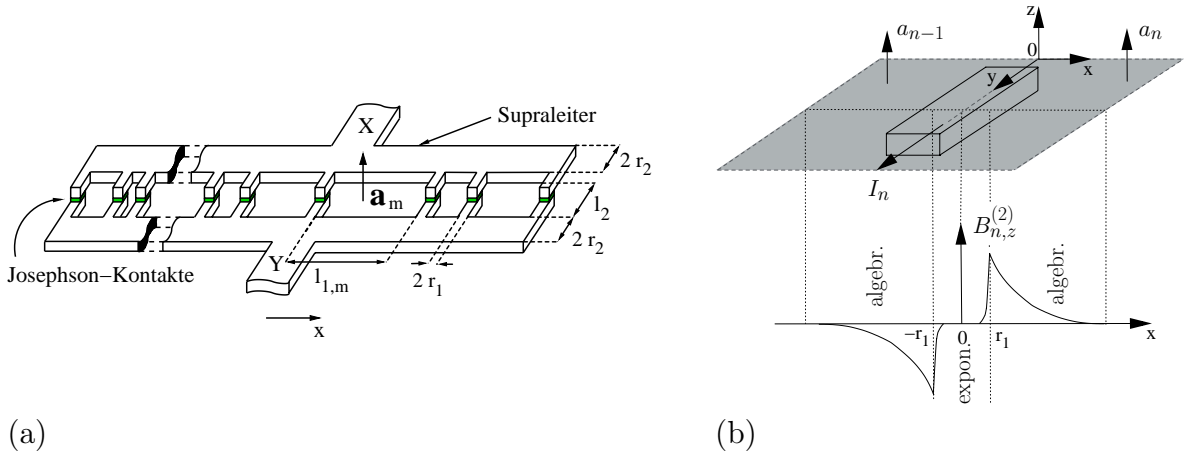 X
Supraleiter
2 r₂
a_m
l₂
2 r₂
Josephson−Kontakte
Y
l₁,m
2 r₁
x
(a)
z
a_{n−1}
0
a_n
x
y
I_n
B_{n,z}^{(2)}
algebr.
algebr.
−r₁
0
r₁
x
expon.
(b)